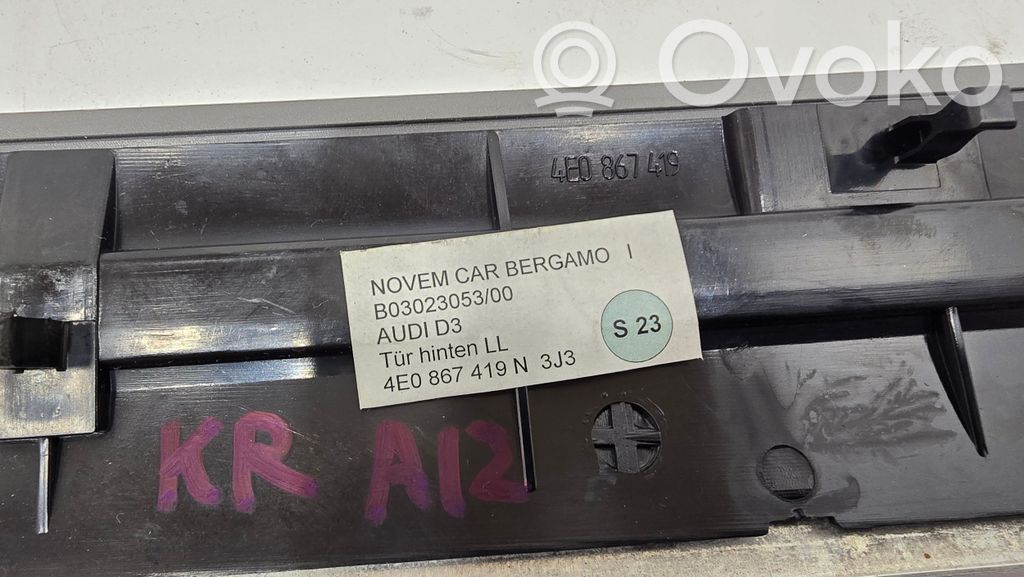 Ovoko
4E0 867 419
NOVEM CAR BERGAMO I
B03023053/00
AUDI D3
Tür hinten LL
4E0 867 419 N 3J3
S 23
KR A12